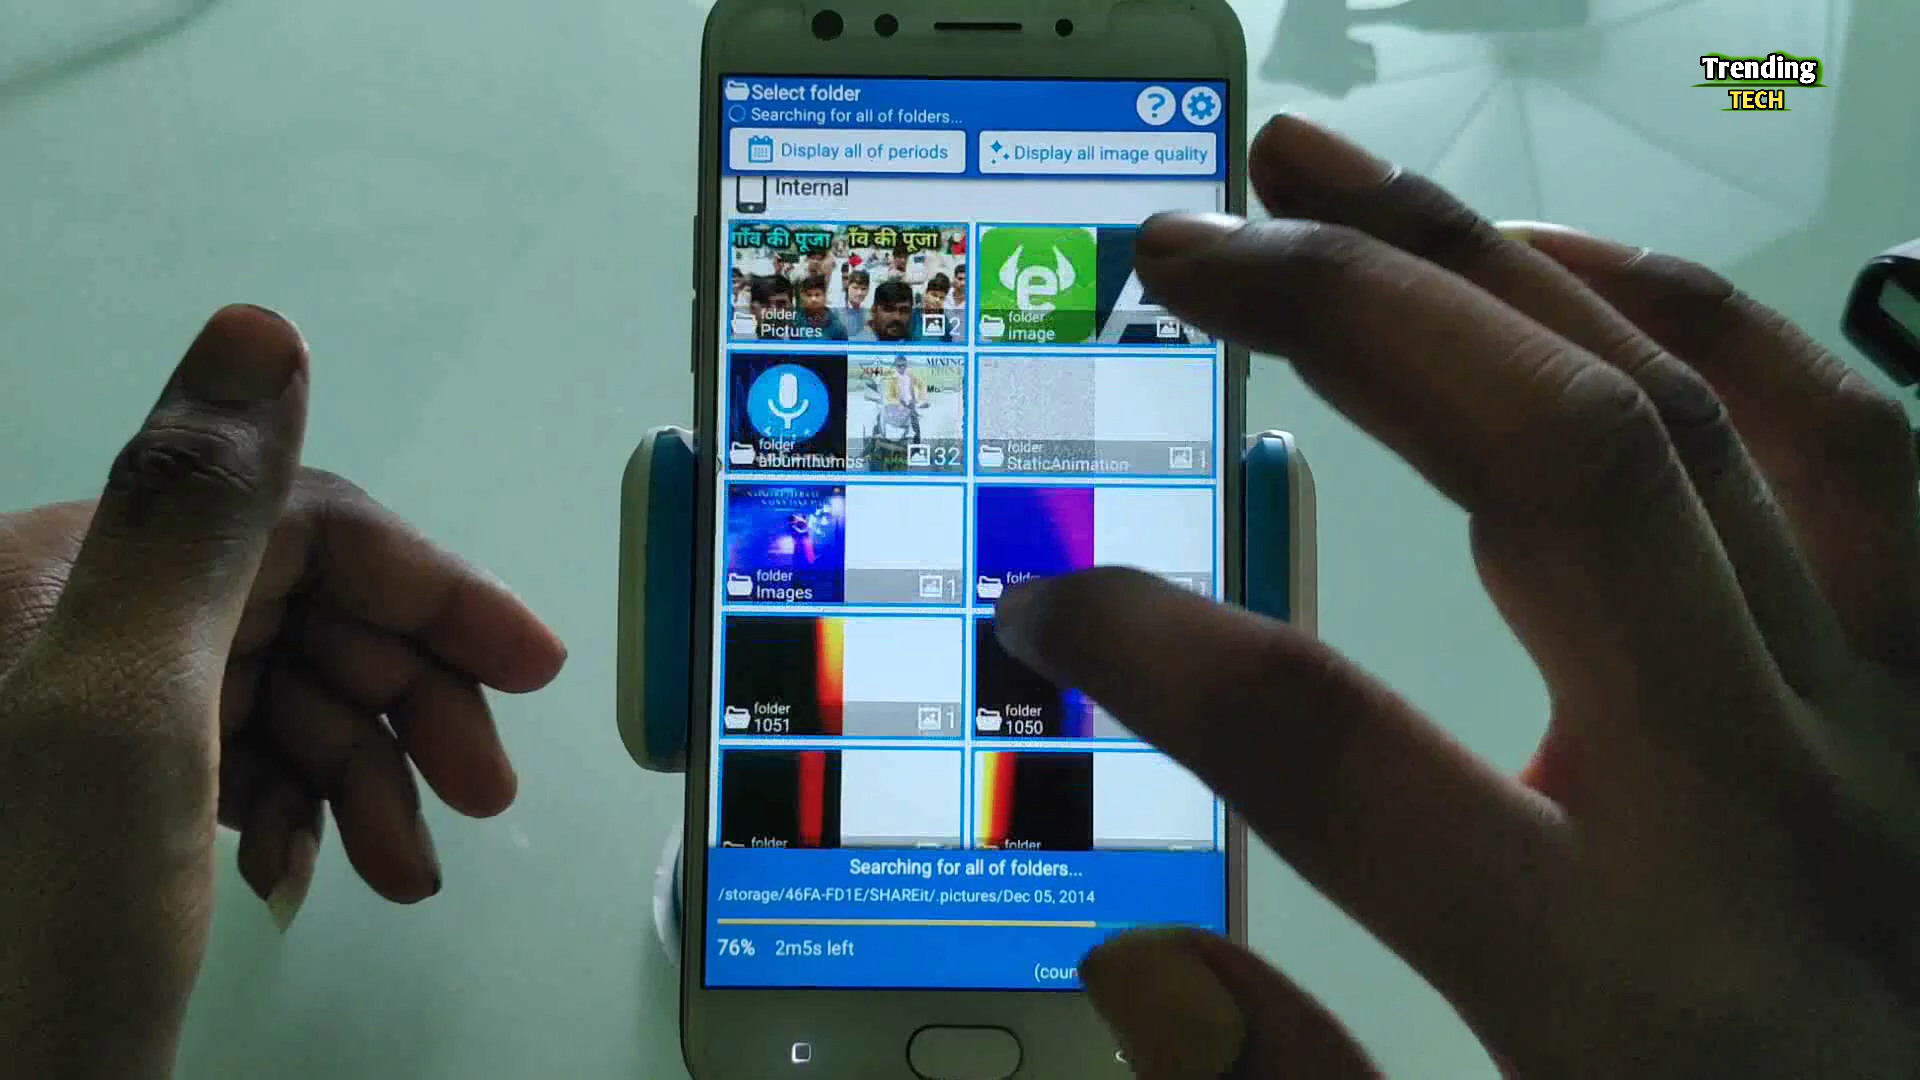 Trending
TECH
Select folder
Searching for all of folders...
Display all of periods
Display all image quality
Internal
गाँव की पूजा
ाँव की पूजा
folder
Pictures
2
e
folder
image
folder
albumthumbs
MIXING
32
folder
StaticAnimation
1
folder
Images
1
folder
1051
1
folder
1050
folder
folder
Searching for all of folders...
/storage/46FA-FD1E/SHAREit/.pictures/Dec 05, 2014
76%
2m5s left
(coun